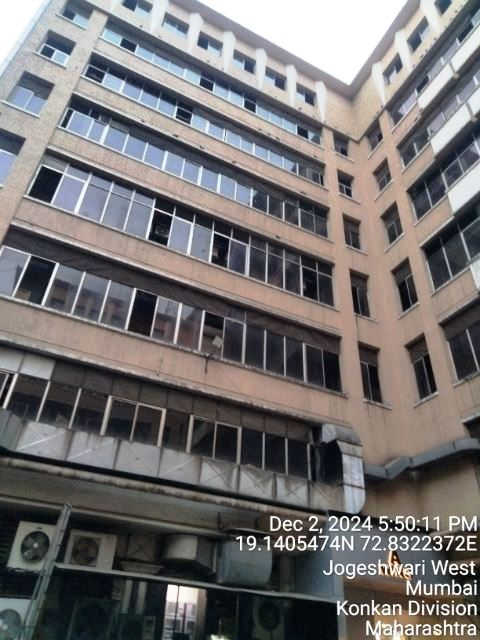 Dec 2, 2024 5:50:11 PM
19.1405474N 72.8322372E
Jogeshwari West
Mumbai
Konkan Division
Maharashtra